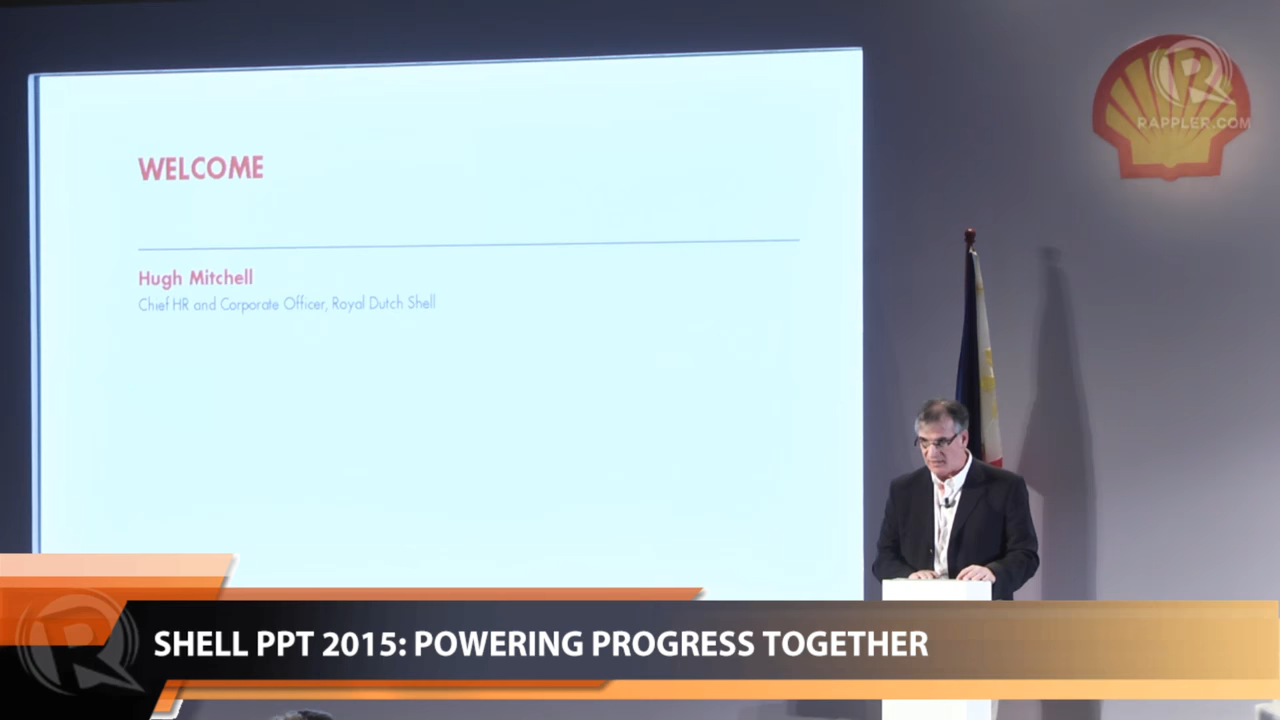 WELCOME
Hugh Mitchell
Chief HR and Corporate Officer, Royal Dutch Shell
R
RAPPLER.COM
R
SHELL PPT 2015: POWERING PROGRESS TOGETHER